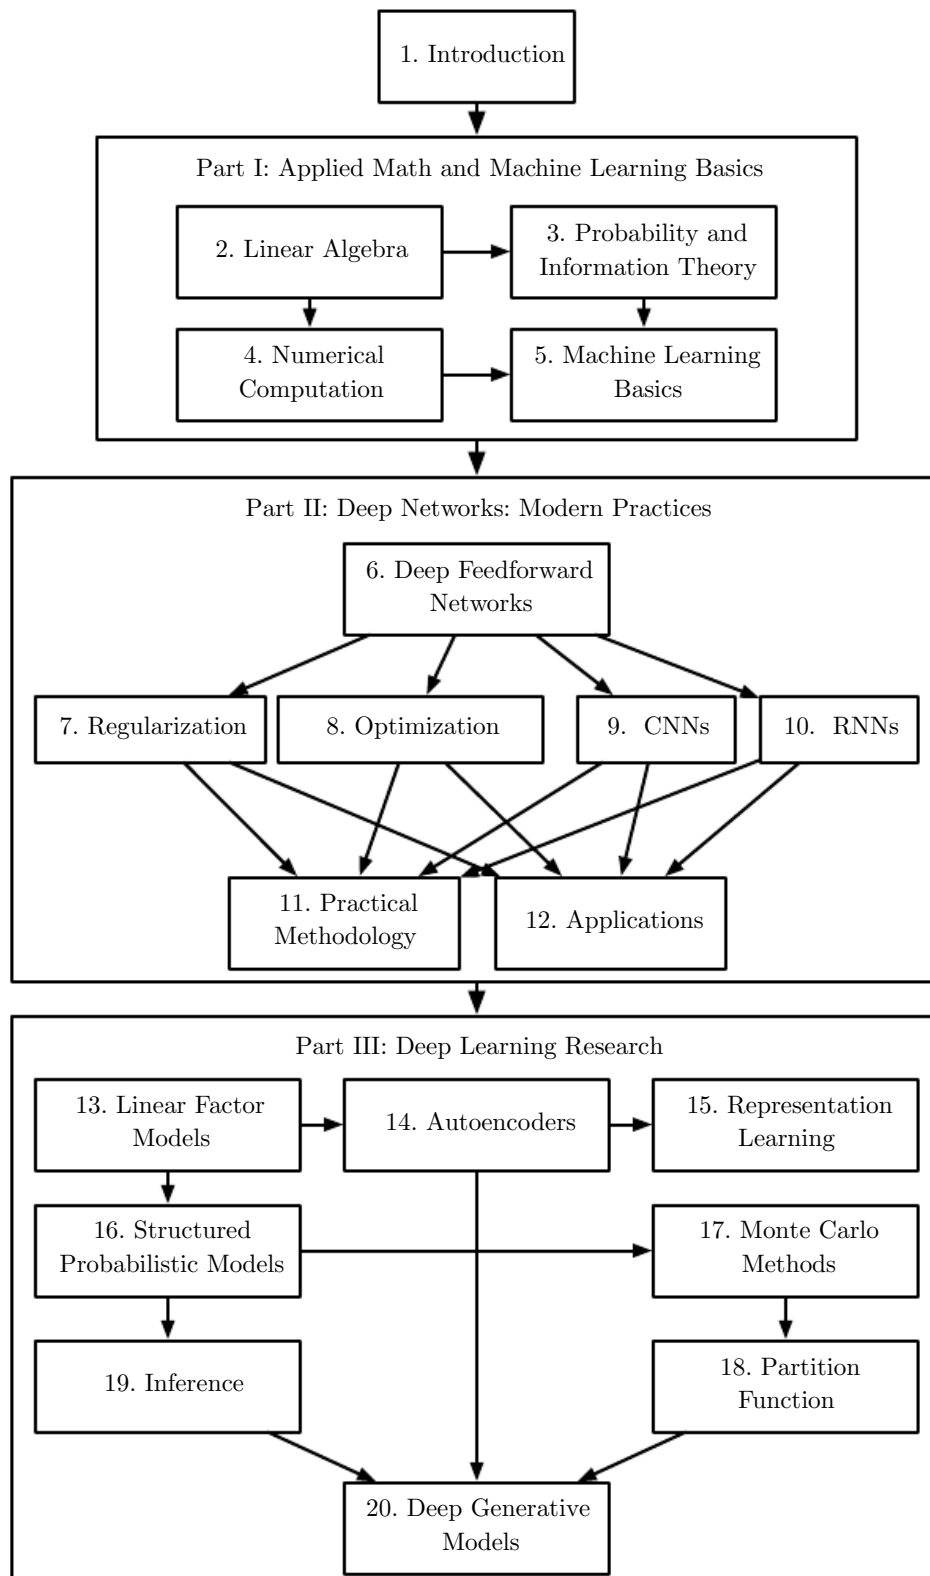 1. Introduction
Part I: Applied Math and Machine Learning Basics
2. Linear Algebra
3. Probability and
Information Theory
4. Numerical
Computation
5. Machine Learning
Basics
Part II: Deep Networks: Modern Practices
6. Deep Feedforward
Networks
7. Regularization
8. Optimization
9. CNNs
10. RNNs
11. Practical
Methodology
12. Applications
Part III: Deep Learning Research
13. Linear Factor
Models
14. Autoencoders
15. Representation
Learning
16. Structured
Probabilistic Models
17. Monte Carlo
Methods
19. Inference
18. Partition
Function
20. Deep Generative
Models